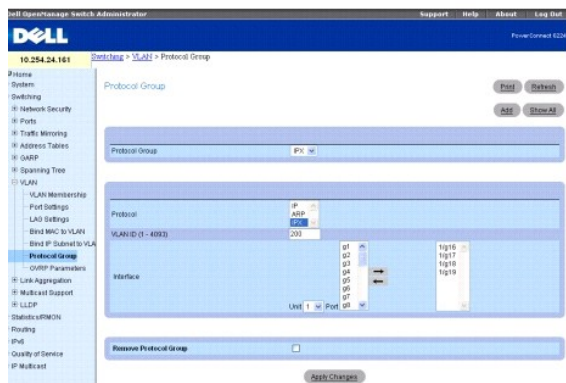 Dell OpenManage Switch Administrator
Support Help About Log Out
DELL
PowerConnect 6224
10.254.24.161
Switching > VLAN > Protocol Group
Home
System
Switching
Network Security
Ports
Traffic Mirroring
Address Tables
GARP
Spanning Tree
VLAN
VLAN Membership
Port Settings
LAG Settings
Bind MAC to VLAN
Bind IP Subnet to VLA
Protocol Group
GVRP Parameters
Link Aggregation
Multicast Support
LLDP
Statistics/RMON
Routing
IPv6
Quality of Service
IP Multicast
Protocol Group
Print Refresh
Add Show All
Protocol Group IPX
Protocol
IP
ARP
IPX
VLAN ID (1 - 4093) 200
Interface
Unit 1 Port
g1
g2
g3
g4
g5
g6
g7
g8
1/g16
1/g17
1/g18
1/g19
Remove Protocol Group
Apply Changes